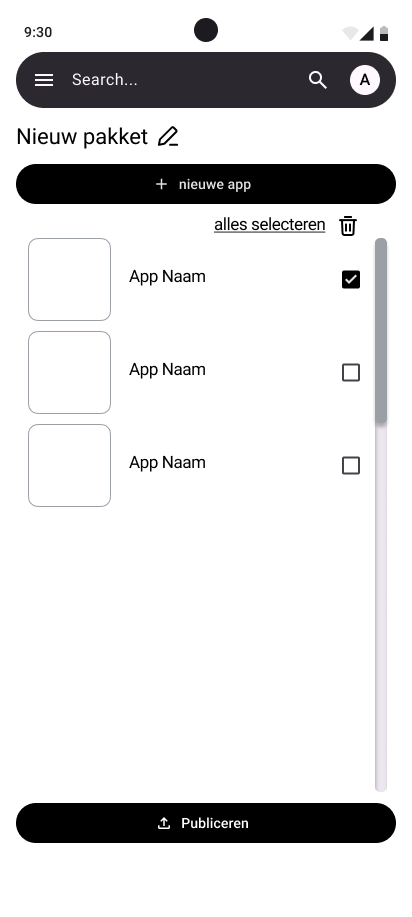 9:30
Search...
A
Nieuw pakket
+ nieuwe app
alles selecteren
App Naam
App Naam
App Naam
Publiceren